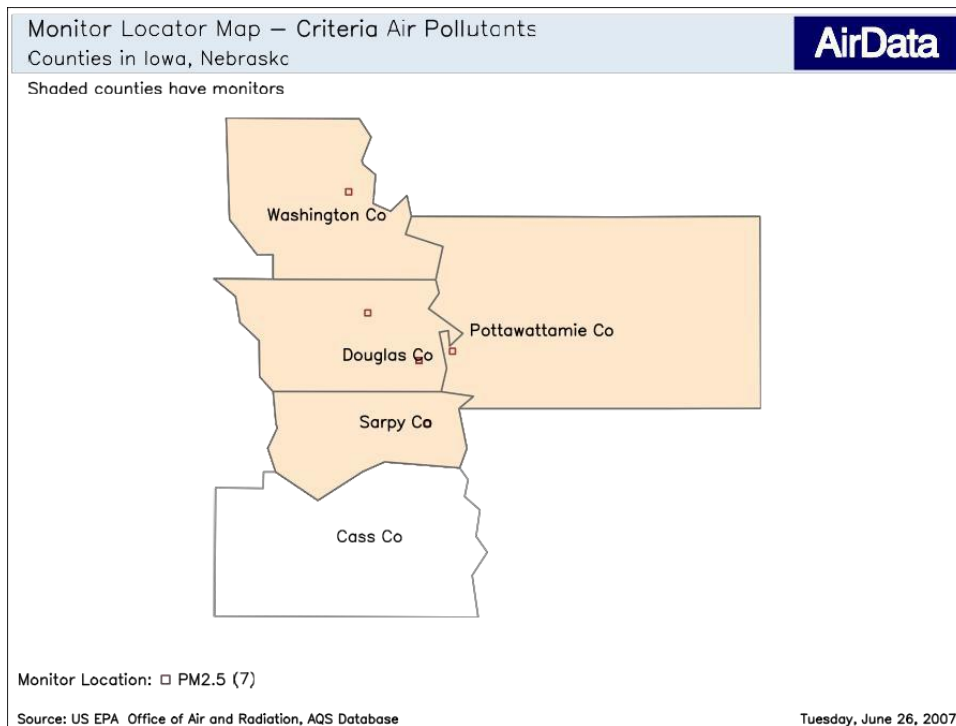 Monitor Locator Map – Criteria Air Pollutants
Counties in Iowa, Nebraska
AirData
Shaded counties have monitors
Washington Co
Pottawattamie Co
Douglas Co
Sarpy Co
Cass Co
Monitor Location: PM2.5 (7)
Source: US EPA Office of Air and Radiation, AQS Database
Tuesday, June 26, 2007